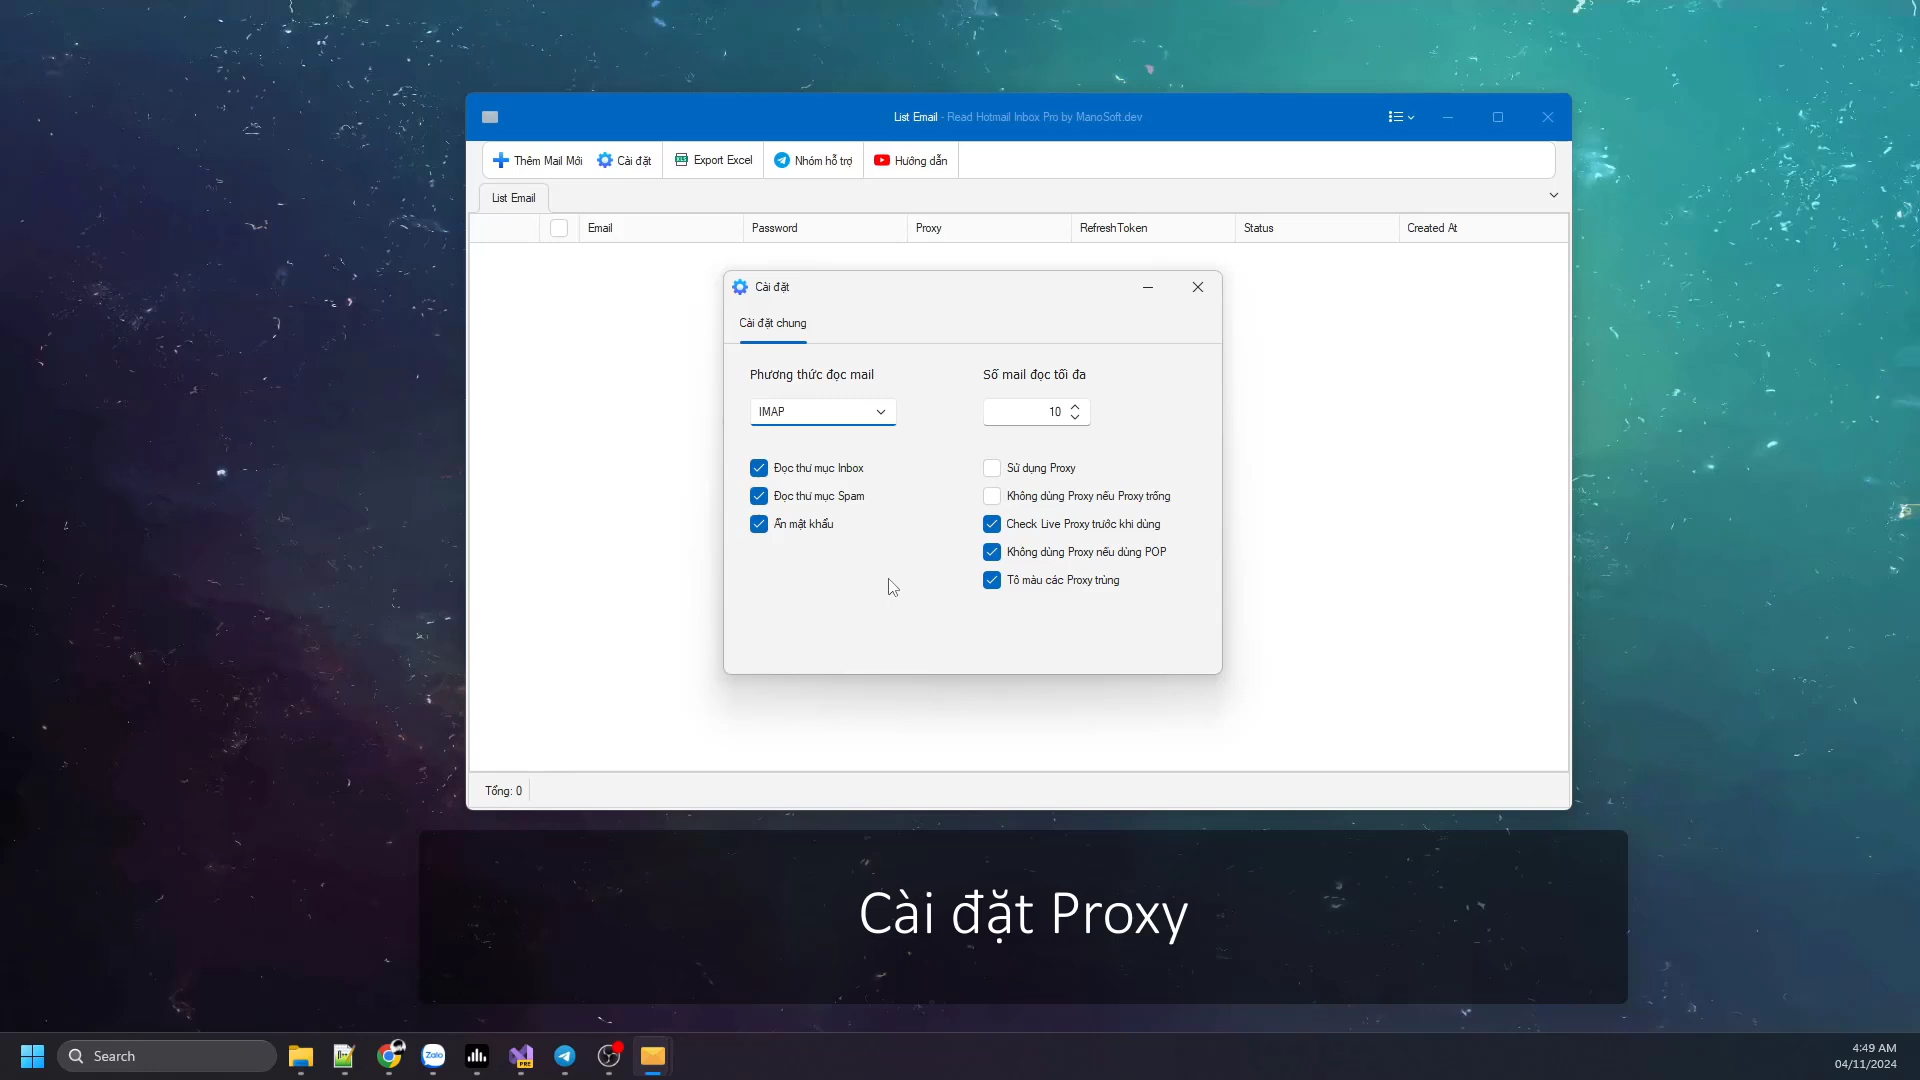 List Email - Read Hotmail Inbox Pro by ManoSoft.dev
Thêm Mail Mới
Cài đặt
Export Excel
Nhóm hỗ trợ
Hướng dẫn
List Email
Email
Password
Proxy
RefreshToken
Status
Created At
Cài đặt
Cài đặt chung
Phương thức đọc mail
Số mail đọc tối đa
IMAP
10
Đọc thư mục Inbox
Sử dụng Proxy
Đọc thư mục Spam
Không dùng Proxy nếu Proxy trống
Ẩn mật khẩu
Check Live Proxy trước khi dùng
Không dùng Proxy nếu dùng POP
Tô màu các Proxy trùng
Tổng: 0
Cài đặt Proxy
Search
Zalo
PRE
4:49 AM
04/11/2024